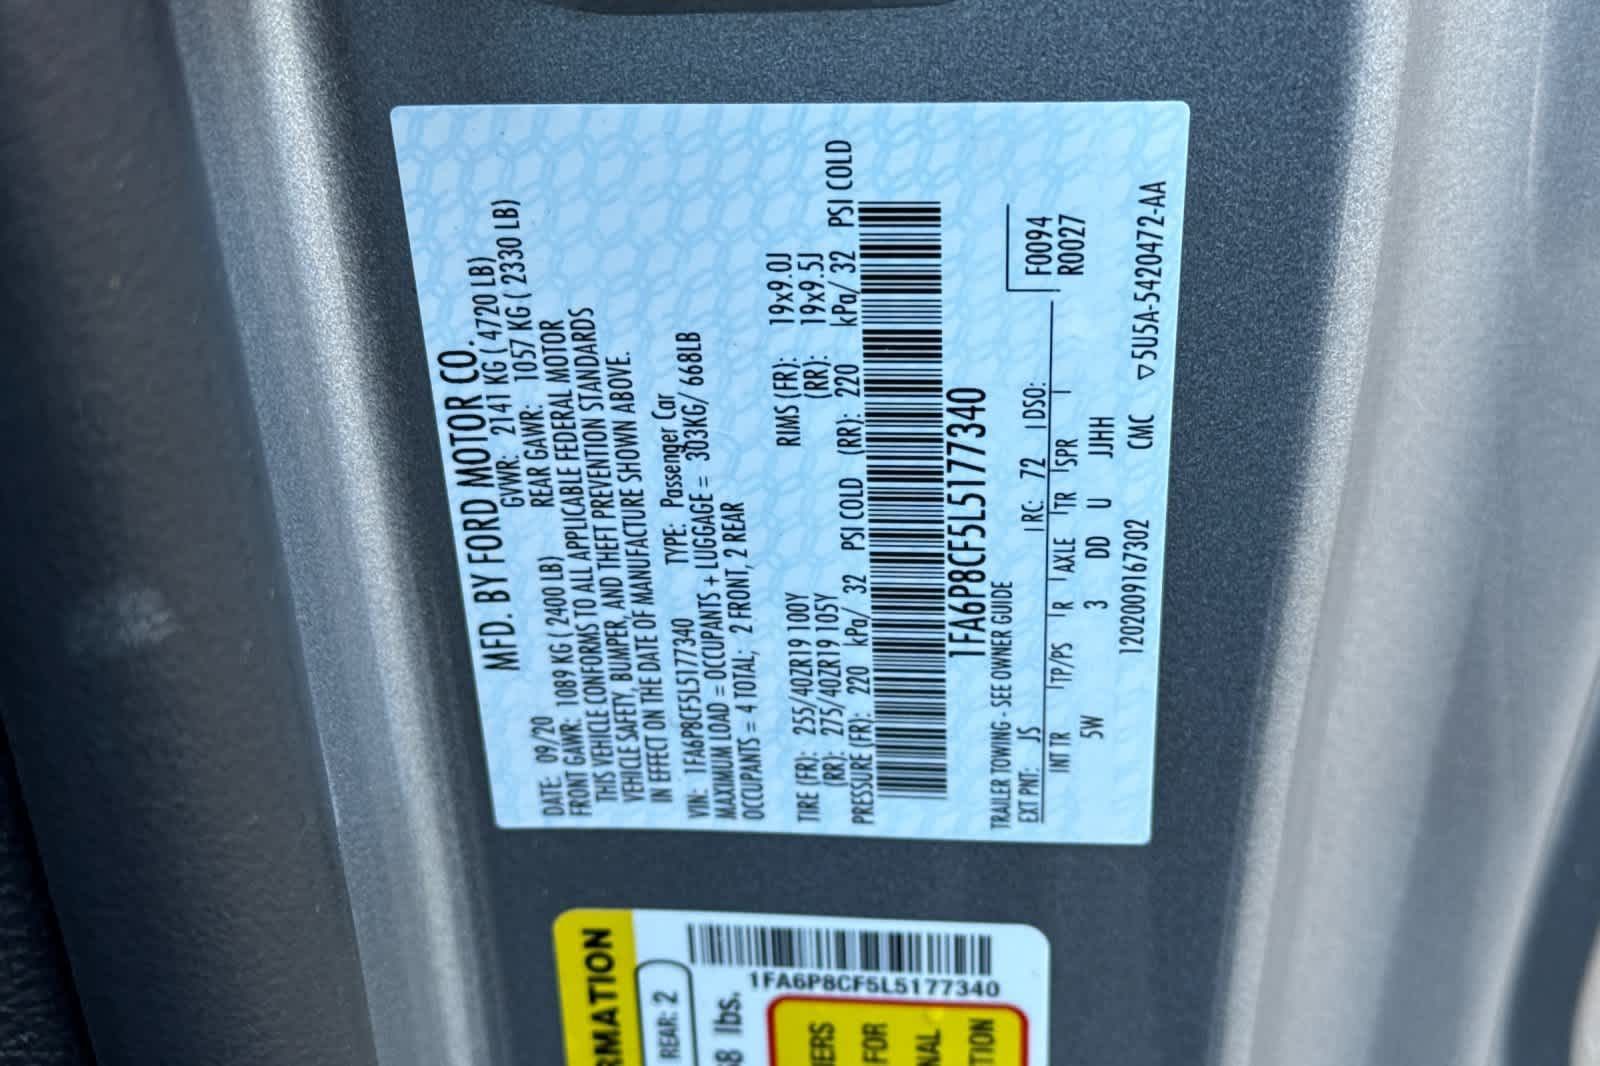 MFD. BY FORD MOTOR CO.
DATE: 09/20 GVWR: 2141 KG ( 4720 LB)
FRONT GAWR: 1089 KG ( 2400 LB) REAR GAWR: 1057 KG ( 2330 LB)
THIS VEHICLE CONFORMS TO ALL APPLICABLE FEDERAL MOTOR
VEHICLE SAFETY, BUMPER, AND THEFT PREVENTION STANDARDS
IN EFFECT ON THE DATE OF MANUFACTURE SHOWN ABOVE.
VIN: 1FA6P8CF5L5177340 TYPE: Passenger Car
MAXIMUM LOAD = OCCUPANTS + LUGGAGE = 303KG/ 668LB
OCCUPANTS = 4 TOTAL, 2 FRONT, 2 REAR
TIRE (FR): 255/40ZR19 100Y RIMS (FR): 19x9.0J
(RR): 275/40ZR19 105Y (RR): 19x9.5J
PRESSURE (FR): 220 kPa/ 32 PSI COLD (RR): 220 kPa/ 32 PSI COLD
1FA6P8CF5L5177340
TRAILER TOWING - SEE OWNER GUIDE
EXT PNT: JS RC: 72 DSO: F0094
R0027
INT TR TP/PS R AXLE TR SPR
5W 3 DD U JJHH
1202009167302 CMC ▽5U5A-5420472-AA
RMATION
REAR: 2
8 lbs.
1FA6P8CF5L5177340
FOR